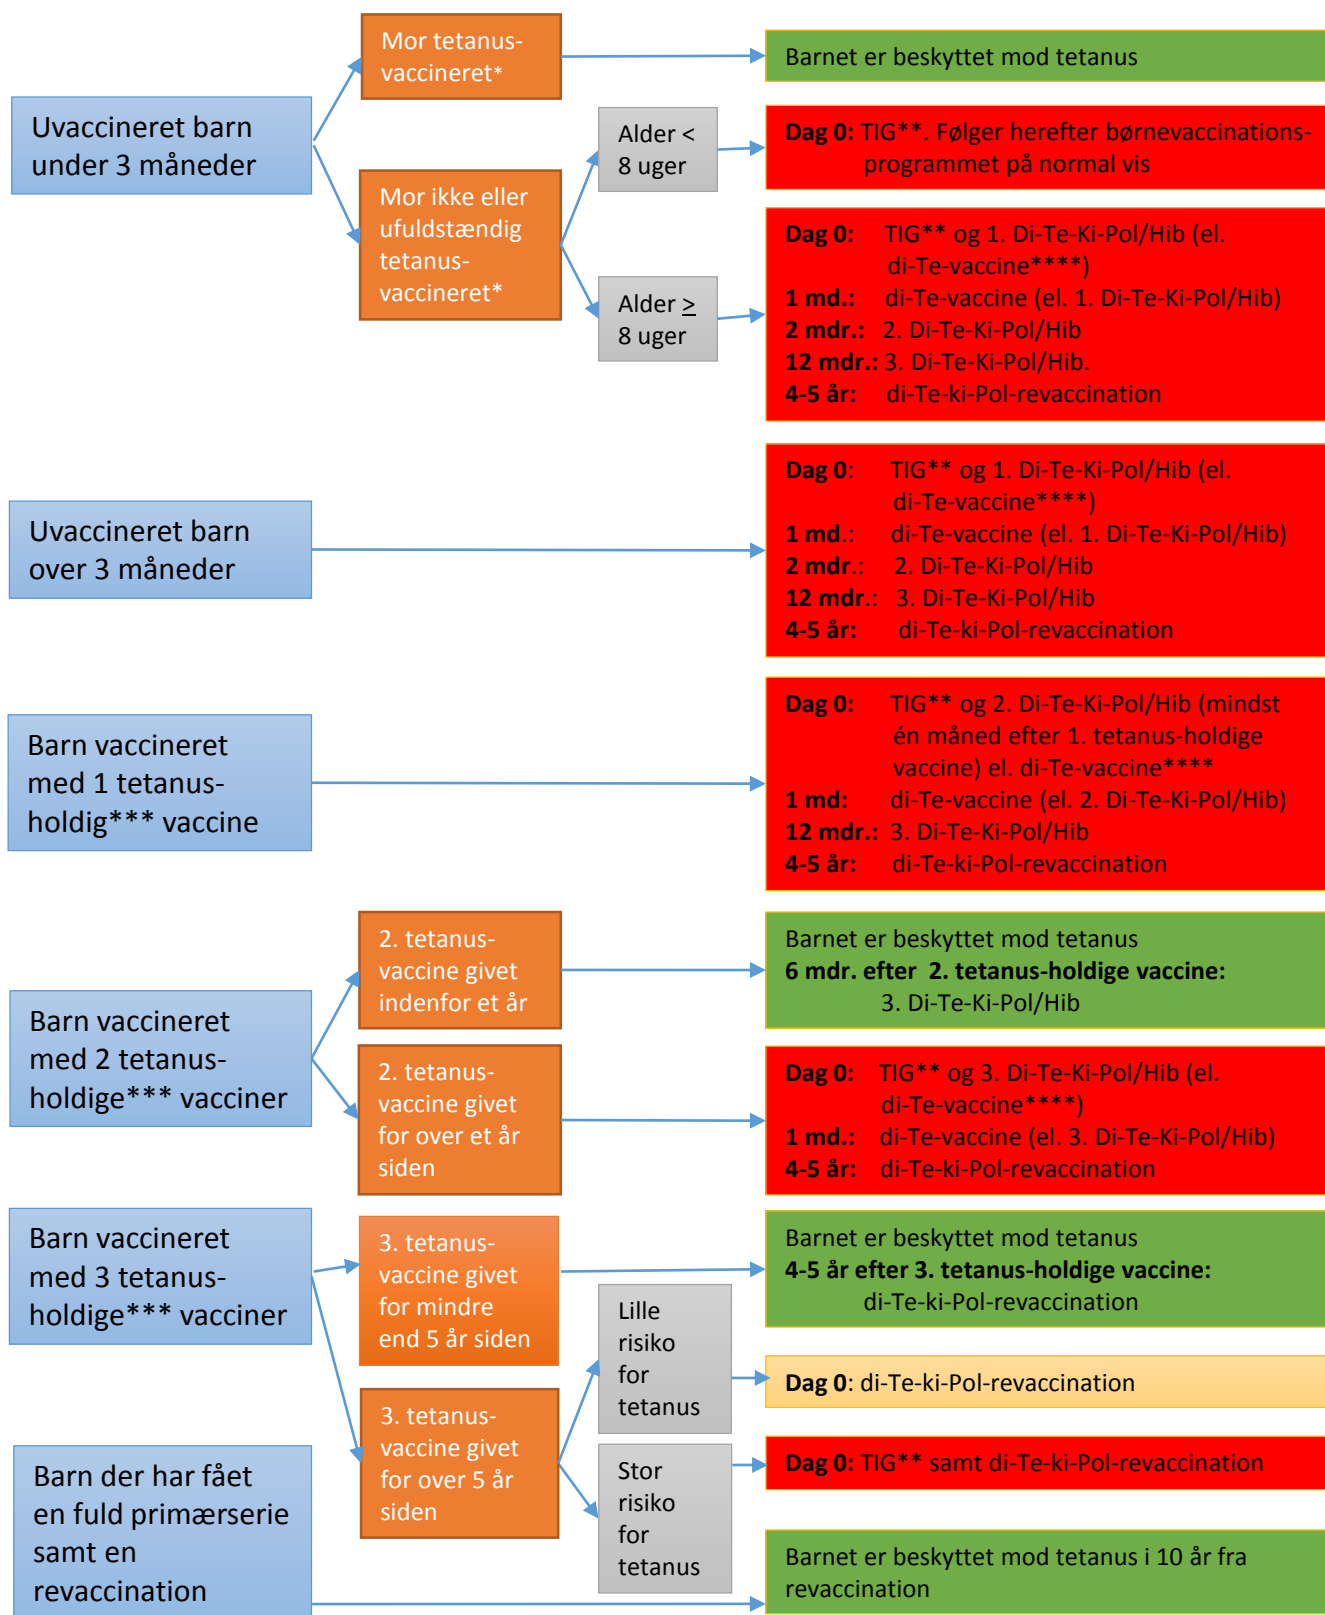 Mor tetanus-
vaccineret*
Barnet er beskyttet mod tetanus
Uvaccineret barn
under 3 måneder
Alder <
8 uger
Dag 0: TIG**. Følger herefter børnevaccinations-
programmet på normal vis
Mor ikke eller
ufuldstændig
tetanus-
vaccineret*
Alder ≥
8 uger
Dag 0: TIG** og 1. Di-Te-Ki-Pol/Hib (el.
di-Te-vaccine****)
1 md.: di-Te-vaccine (el. 1. Di-Te-Ki-Pol/Hib)
2 mdr.: 2. Di-Te-Ki-Pol/Hib
12 mdr.: 3. Di-Te-Ki-Pol/Hib.
4-5 år: di-Te-ki-Pol-revaccination
Uvaccineret barn
over 3 måneder
Dag 0: TIG** og 1. Di-Te-Ki-Pol/Hib (el.
di-Te-vaccine****)
1 md.: di-Te-vaccine (el. 1. Di-Te-Ki-Pol/Hib)
2 mdr.: 2. Di-Te-Ki-Pol/Hib
12 mdr.: 3. Di-Te-Ki-Pol/Hib
4-5 år: di-Te-ki-Pol-revaccination
Barn vaccineret
med 1 tetanus-
holdig*** vaccine
Dag 0: TIG** og 2. Di-Te-Ki-Pol/Hib (mindst
én måned efter 1. tetanus-holdige
vaccine) el. di-Te-vaccine****
1 md: di-Te-vaccine (el. 2. Di-Te-Ki-Pol/Hib)
12 mdr.: 3. Di-Te-Ki-Pol/Hib
4-5 år: di-Te-ki-Pol-revaccination
Barn vaccineret
med 2 tetanus-
holdige*** vacciner
2. tetanus-
vaccine givet
indenfor et år
Barnet er beskyttet mod tetanus
6 mdr. efter 2. tetanus-holdige vaccine:
3. Di-Te-Ki-Pol/Hib
2. tetanus-
vaccine givet
for over et år
siden
Dag 0: TIG** og 3. Di-Te-Ki-Pol/Hib (el.
di-Te-vaccine****)
1 md.: di-Te-vaccine (el. 3. Di-Te-Ki-Pol/Hib)
4-5 år: di-Te-ki-Pol-revaccination
Barn vaccineret
med 3 tetanus-
holdige*** vacciner
3. tetanus-
vaccine givet
for mindre
end 5 år siden
Barnet er beskyttet mod tetanus
4-5 år efter 3. tetanus-holdige vaccine:
di-Te-ki-Pol-revaccination
3. tetanus-
vaccine givet
for over 5 år
siden
Lille
risiko
for
tetanus
Dag 0: di-Te-ki-Pol-revaccination
Stor
risiko
for
tetanus
Dag 0: TIG** samt di-Te-ki-Pol-revaccination
Barn der har fået
en fuld primærserie
samt en
revaccination
Barnet er beskyttet mod tetanus i 10 år fra
revaccination